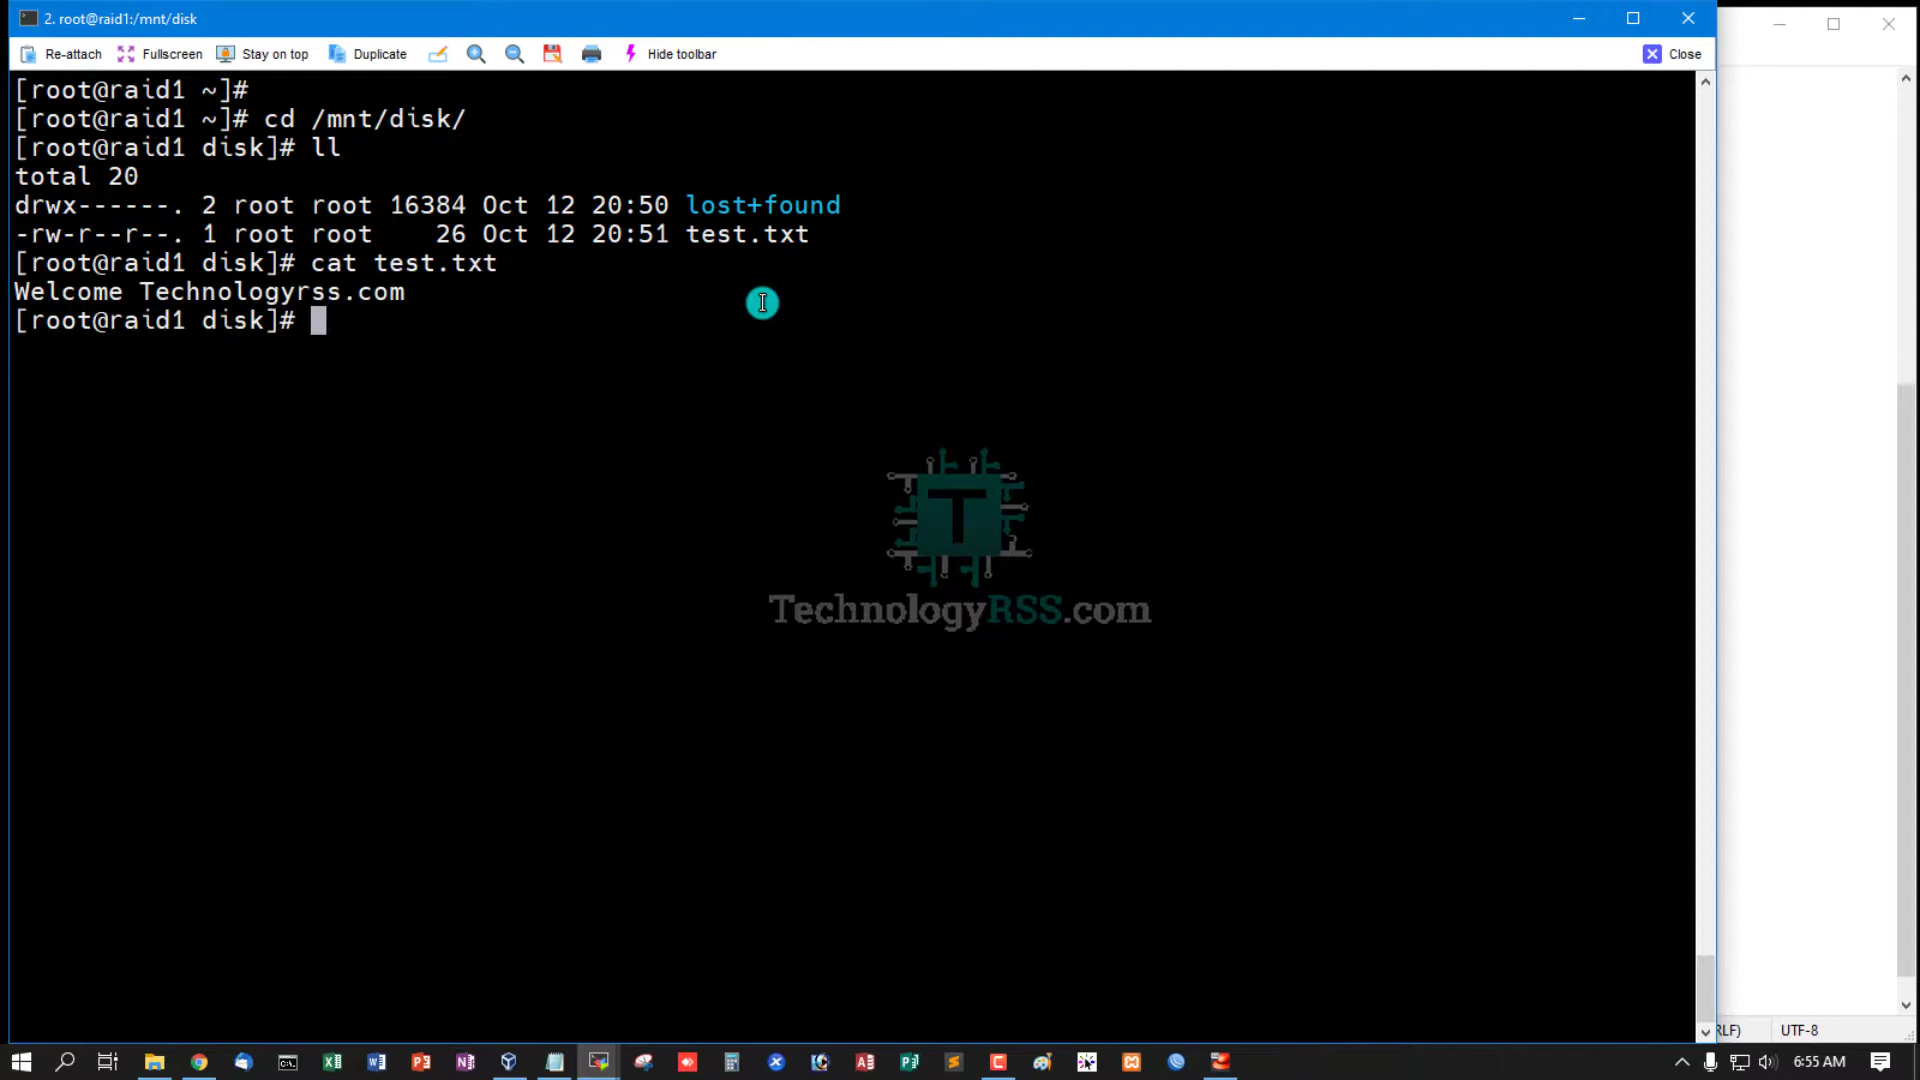 2. root@raid1:/mnt/disk
Re-attach Fullscreen Stay on top Duplicate Hide toolbar Close
[root@raid1 ~]#
[root@raid1 ~]# cd /mnt/disk/
[root@raid1 disk]# ll
total 20
drwx------. 2 root root 16384 Oct 12 20:50 lost+found
-rw-r--r--. 1 root root    26 Oct 12 20:51 test.txt
[root@raid1 disk]# cat test.txt
Welcome Technologyrss.com
[root@raid1 disk]#
T
TechnologyRSS.com
RLF) UTF-8
6:55 AM